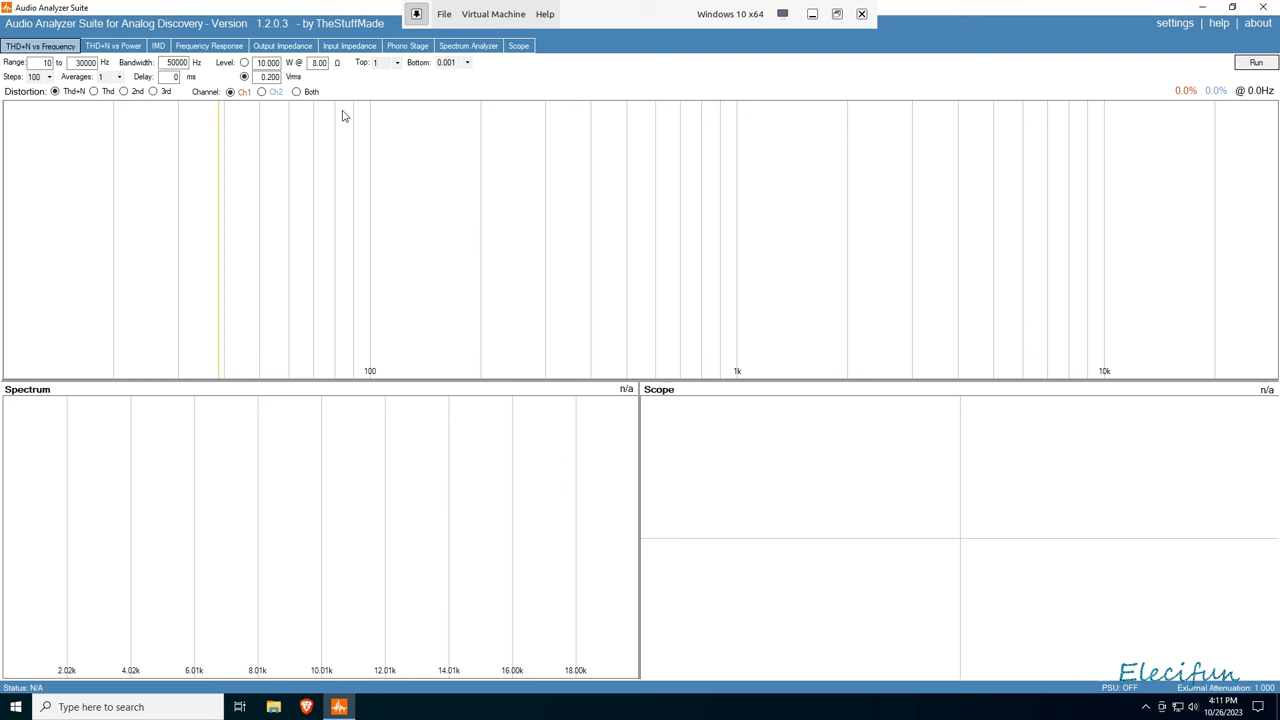 Audio Analyzer Suite
File Virtual Machine Help Windows 10 x64
Audio Analyzer Suite for Analog Discovery - Version 1.2.0.3 - by TheStuffMade
settings | help | about
THD+N vs Frequency THD+N vs Power IMD Frequency Response Output Impedance Input Impedance Phono Stage Spectrum Analyzer Scope
Range: 10 to 30000 Hz Bandwidth: 50000 Hz Level: 10.000 W @ 8.00 Ω Top: 1 Bottom: 0.001 Run
Steps: 100 Averages: 1 Delay: 0 ms 0.200 Vrms
Distortion: Thd+N Thd 2nd 3rd Channel: Ch1 Ch2 Both 0.0% 0.0% @ 0.0Hz
100 1k 10k
Spectrum n/a Scope n/a
2.02k 4.02k 6.01k 8.01k 10.01k 12.01k 14.01k 16.00k 18.00k
Elecifun
Status: N/A PSU: OFF External Attenuation: 1.000
Type here to search
4:11 PM
10/26/2023